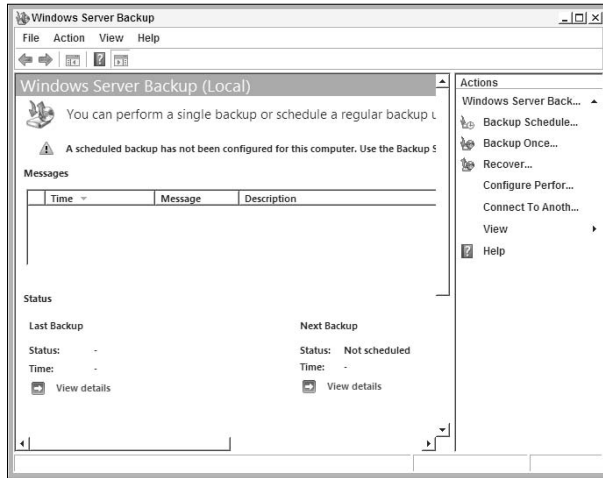 Windows Server Backup
File Action View Help
Windows Server Backup (Local)
You can perform a single backup or schedule a regular backup u
A scheduled backup has not been configured for this computer. Use the Backup S
Messages
Time Message Description
Status
Last Backup
Status: -
Time: -
View details
Next Backup
Status: Not scheduled
Time: -
View details
Actions
Windows Server Back...
Backup Schedule...
Backup Once...
Recover...
Configure Perfor...
Connect To Anoth...
View
Help